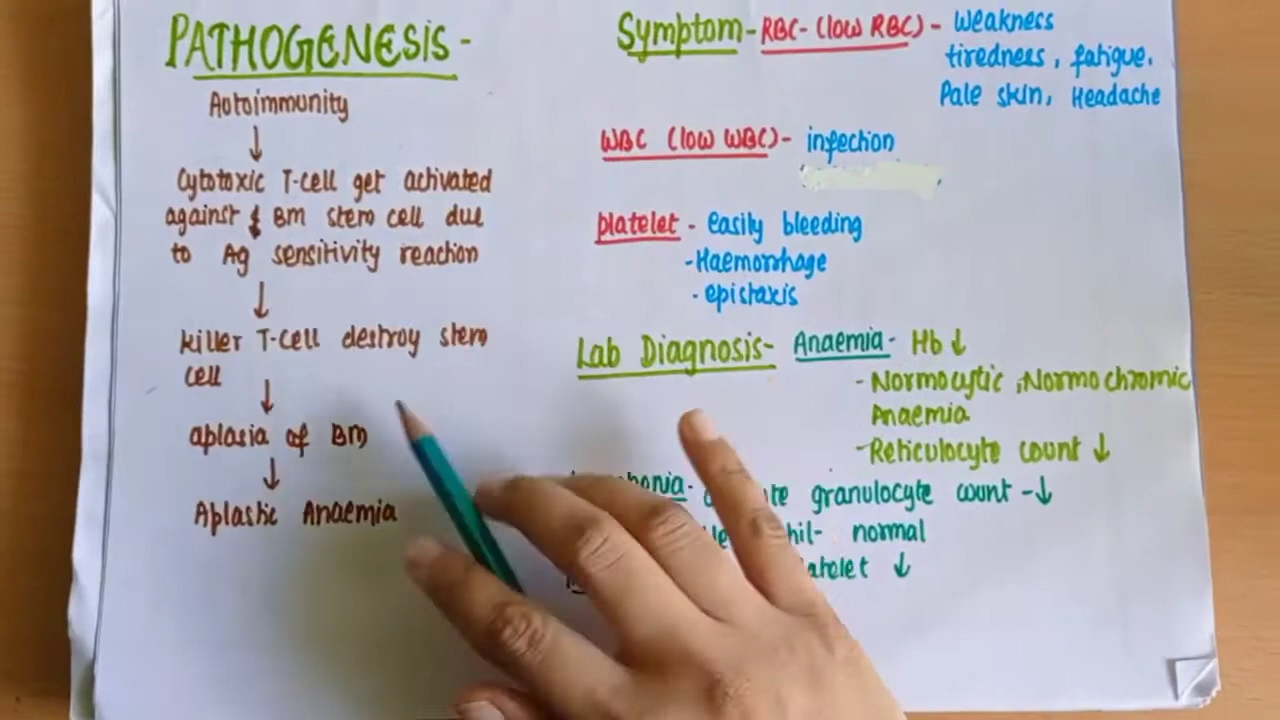 PATHOGENESIS-
Autoimmunity
↓
Cytotoxic T-cell get activated
against BM stem cell due
to Ag sensitivity reaction
↓
killer T-cell destroy stem
cell
↓
aplasia of BM
↓
Aplastic Anaemia
Symptom- RBC- (low RBC) - Weakness
tiredness, fatigue.
Pale skin, Headache
WBC (low WBC)- infection
platelet - easily bleeding
-Haemorrhage
- epistaxis
Lab Diagnosis- Anaemia- Hb ↓
- Normocytic, Normochromic
Anaemia
-Reticulocyte count ↓
granulocyte count -↓
normal
↓